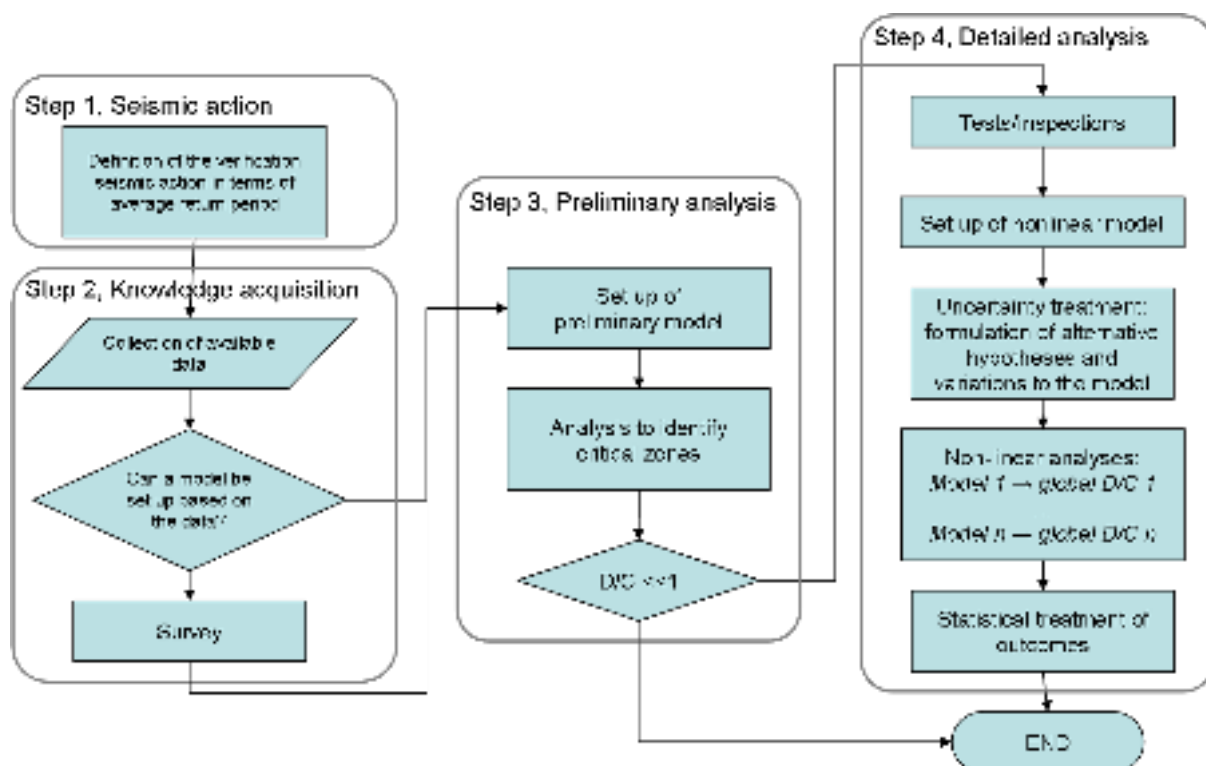 Step 1, Seismic action
Definition of the verification
seismic action in terms of
average return period
Step 2, Knowledge acquisition
Collection of available
data
Can a model be
set up based on
the data?
Survey
Step 3, Preliminary analysis
Set up of
preliminary model
Analysis to identify
critical zones
D/C <<1
Step 4, Detailed analysis
Tests/inspections
Set up of nonlinear model
Uncertainty treatment:
formulation of alternative
hypotheses and
variations to the model
Non-linear analyses:
Model 1 → global D/C 1
Model n — global D/C n
Statistical treatment of
outcomes
END